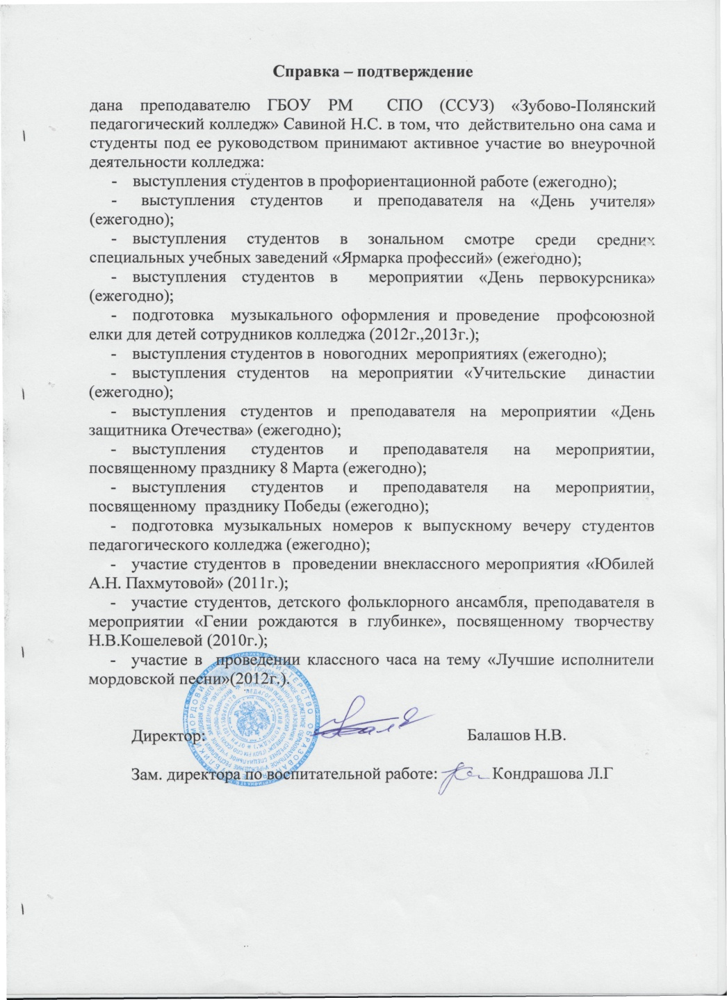 Справка – подтверждение
дана преподавателю ГБОУ РМ СПО (ССУЗ) «Зубово-Полянский
педагогический колледж» Савиной Н.С. в том, что действительно она сама и
студенты под ее руководством принимают активное участие во внеурочной
деятельности колледжа:
- выступления студентов в профориентационной работе (ежегодно);
- выступления студентов и преподавателя на «День учителя»
(ежегодно);
- выступления студентов в зональном смотре среди средних
специальных учебных заведений «Ярмарка профессий» (ежегодно);
- выступления студентов в мероприятии «День первокурсника»
(ежегодно);
- подготовка музыкального оформления и проведение профсоюзной
елки для детей сотрудников колледжа (2012г.,2013г.);
- выступления студентов в новогодних мероприятиях (ежегодно);
- выступления студентов на мероприятии «Учительские династии
(ежегодно);
- выступления студентов и преподавателя на мероприятии «День
защитника Отечества» (ежегодно);
- выступления студентов и преподавателя на мероприятии,
посвященному празднику 8 Марта (ежегодно);
- выступления студентов и преподавателя на мероприятии,
посвященному празднику Победы (ежегодно);
- подготовка музыкальных номеров к выпускному вечеру студентов
педагогического колледжа (ежегодно);
- участие студентов в проведении внеклассного мероприятия «Юбилей
А.Н. Пахмутовой» (2011г.);
- участие студентов, детского фольклорного ансамбля, преподавателя в
мероприятии «Гении рождаются в глубинке», посвященному творчеству
Н.В.Кошелевой (2010г.);
- участие в проведении классного часа на тему «Лучшие исполнители
мордовской песни»(2012г.).
Директор: Балашов Н.В.
Зам. директора по воспитательной работе: Кондрашова Л.Г